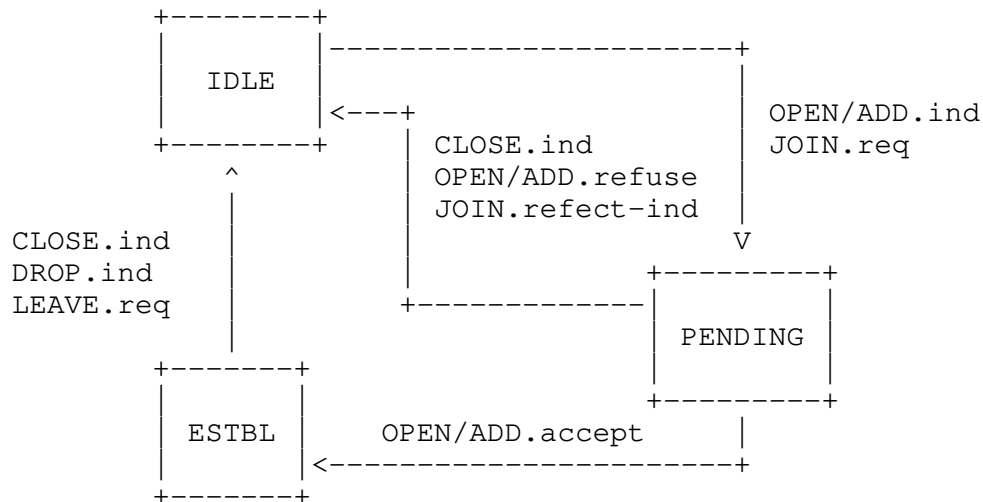 IDLE
OPEN/ADD.ind
JOIN.req
CLOSE.ind
OPEN/ADD.refuse
JOIN.refect-ind
CLOSE.ind
DROP.ind
LEAVE.req
PENDING
ESTBL
OPEN/ADD.accept